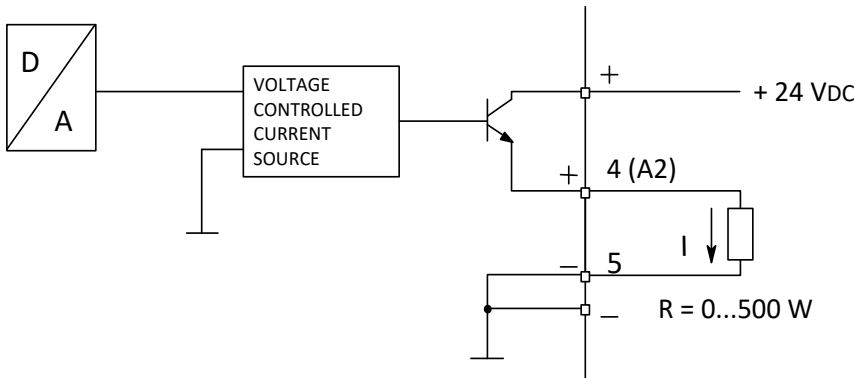 D
A
VOLTAGE
CONTROLLED
CURRENT
SOURCE
+
+ 24 VDC
+
4 (A2)
I
–
5
–
R = 0...500 W